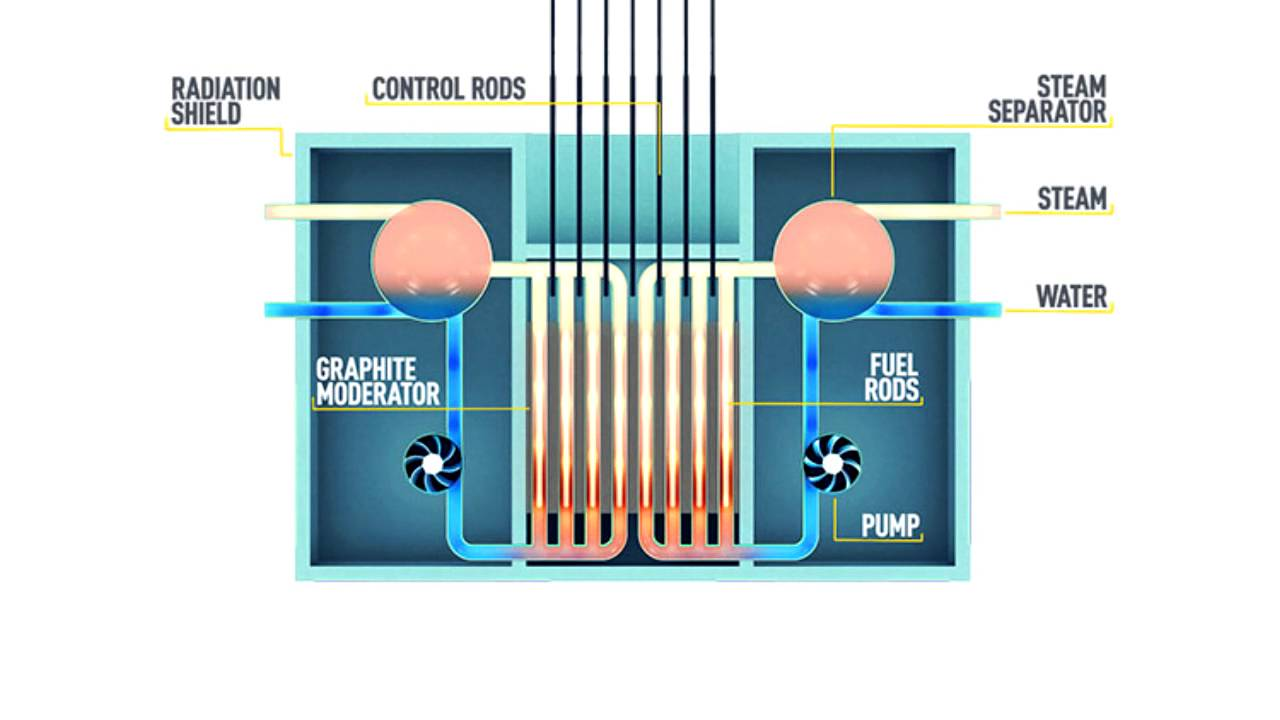 RADIATION
SHIELD
CONTROL RODS
STEAM
SEPARATOR
STEAM
WATER
GRAPHITE
MODERATOR
FUEL
RODS
PUMP